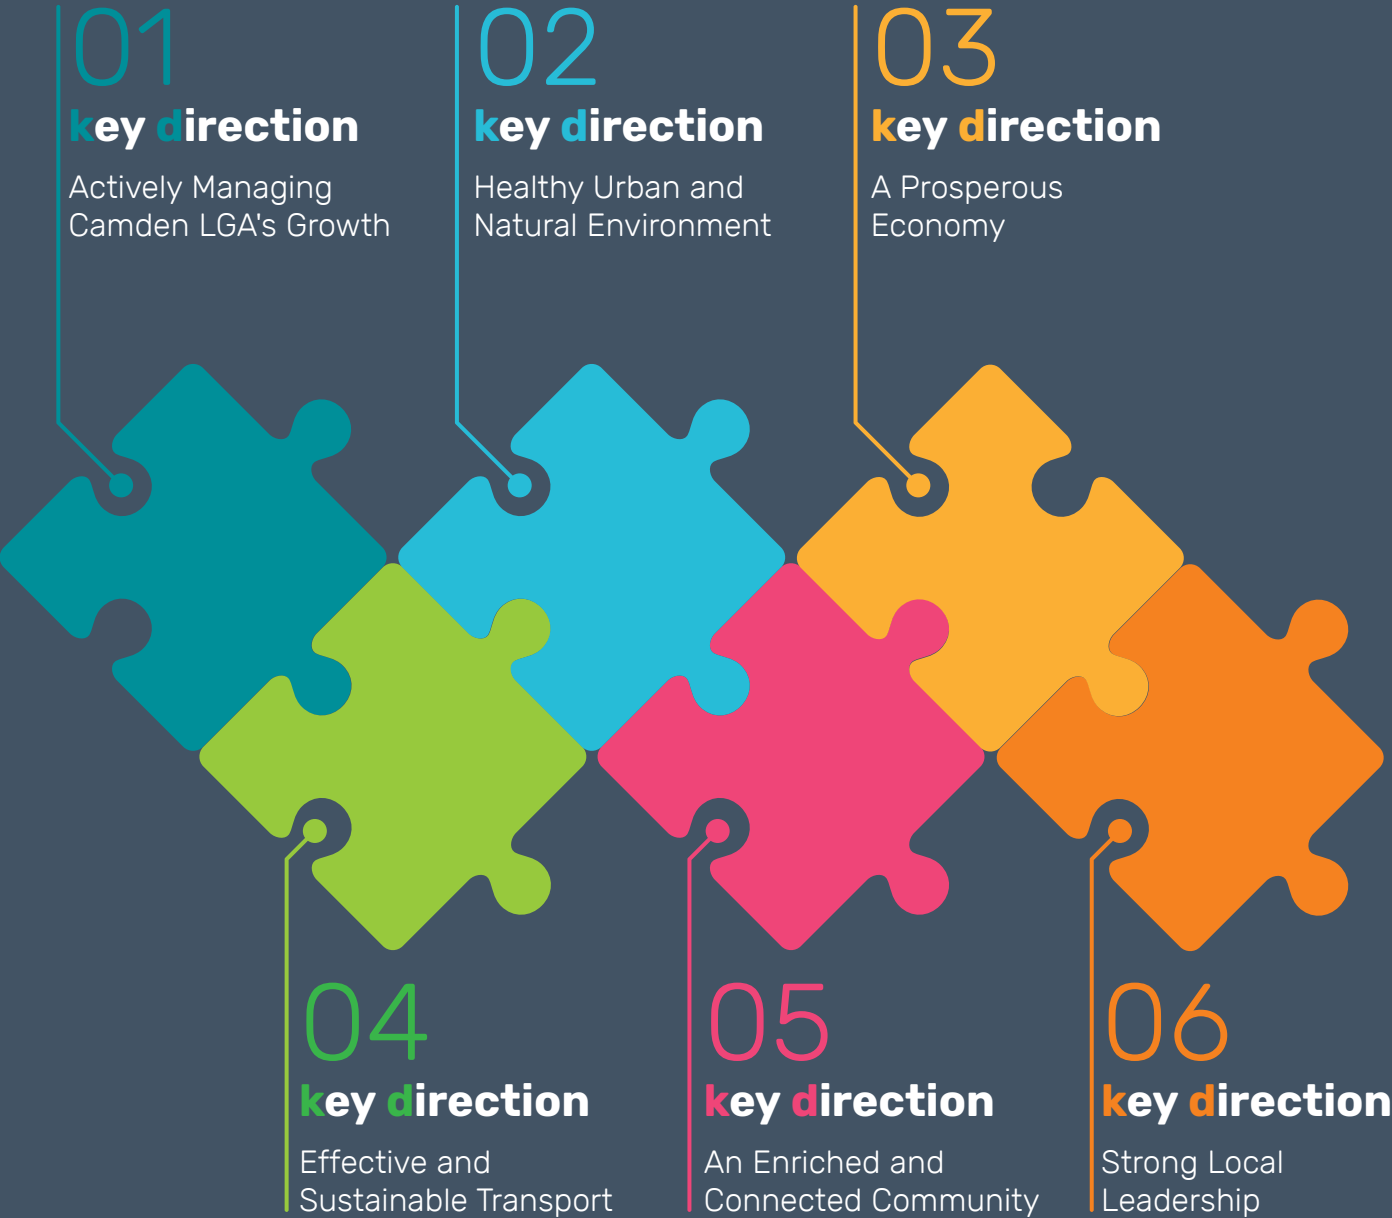 01
key direction
Actively Managing
Camden LGA's Growth
02
key direction
Healthy Urban and
Natural Environment
03
key direction
A Prosperous
Economy
04
key direction
Effective and
Sustainable Transport
05
key direction
An Enriched and
Connected Community
06
key direction
Strong Local
Leadership